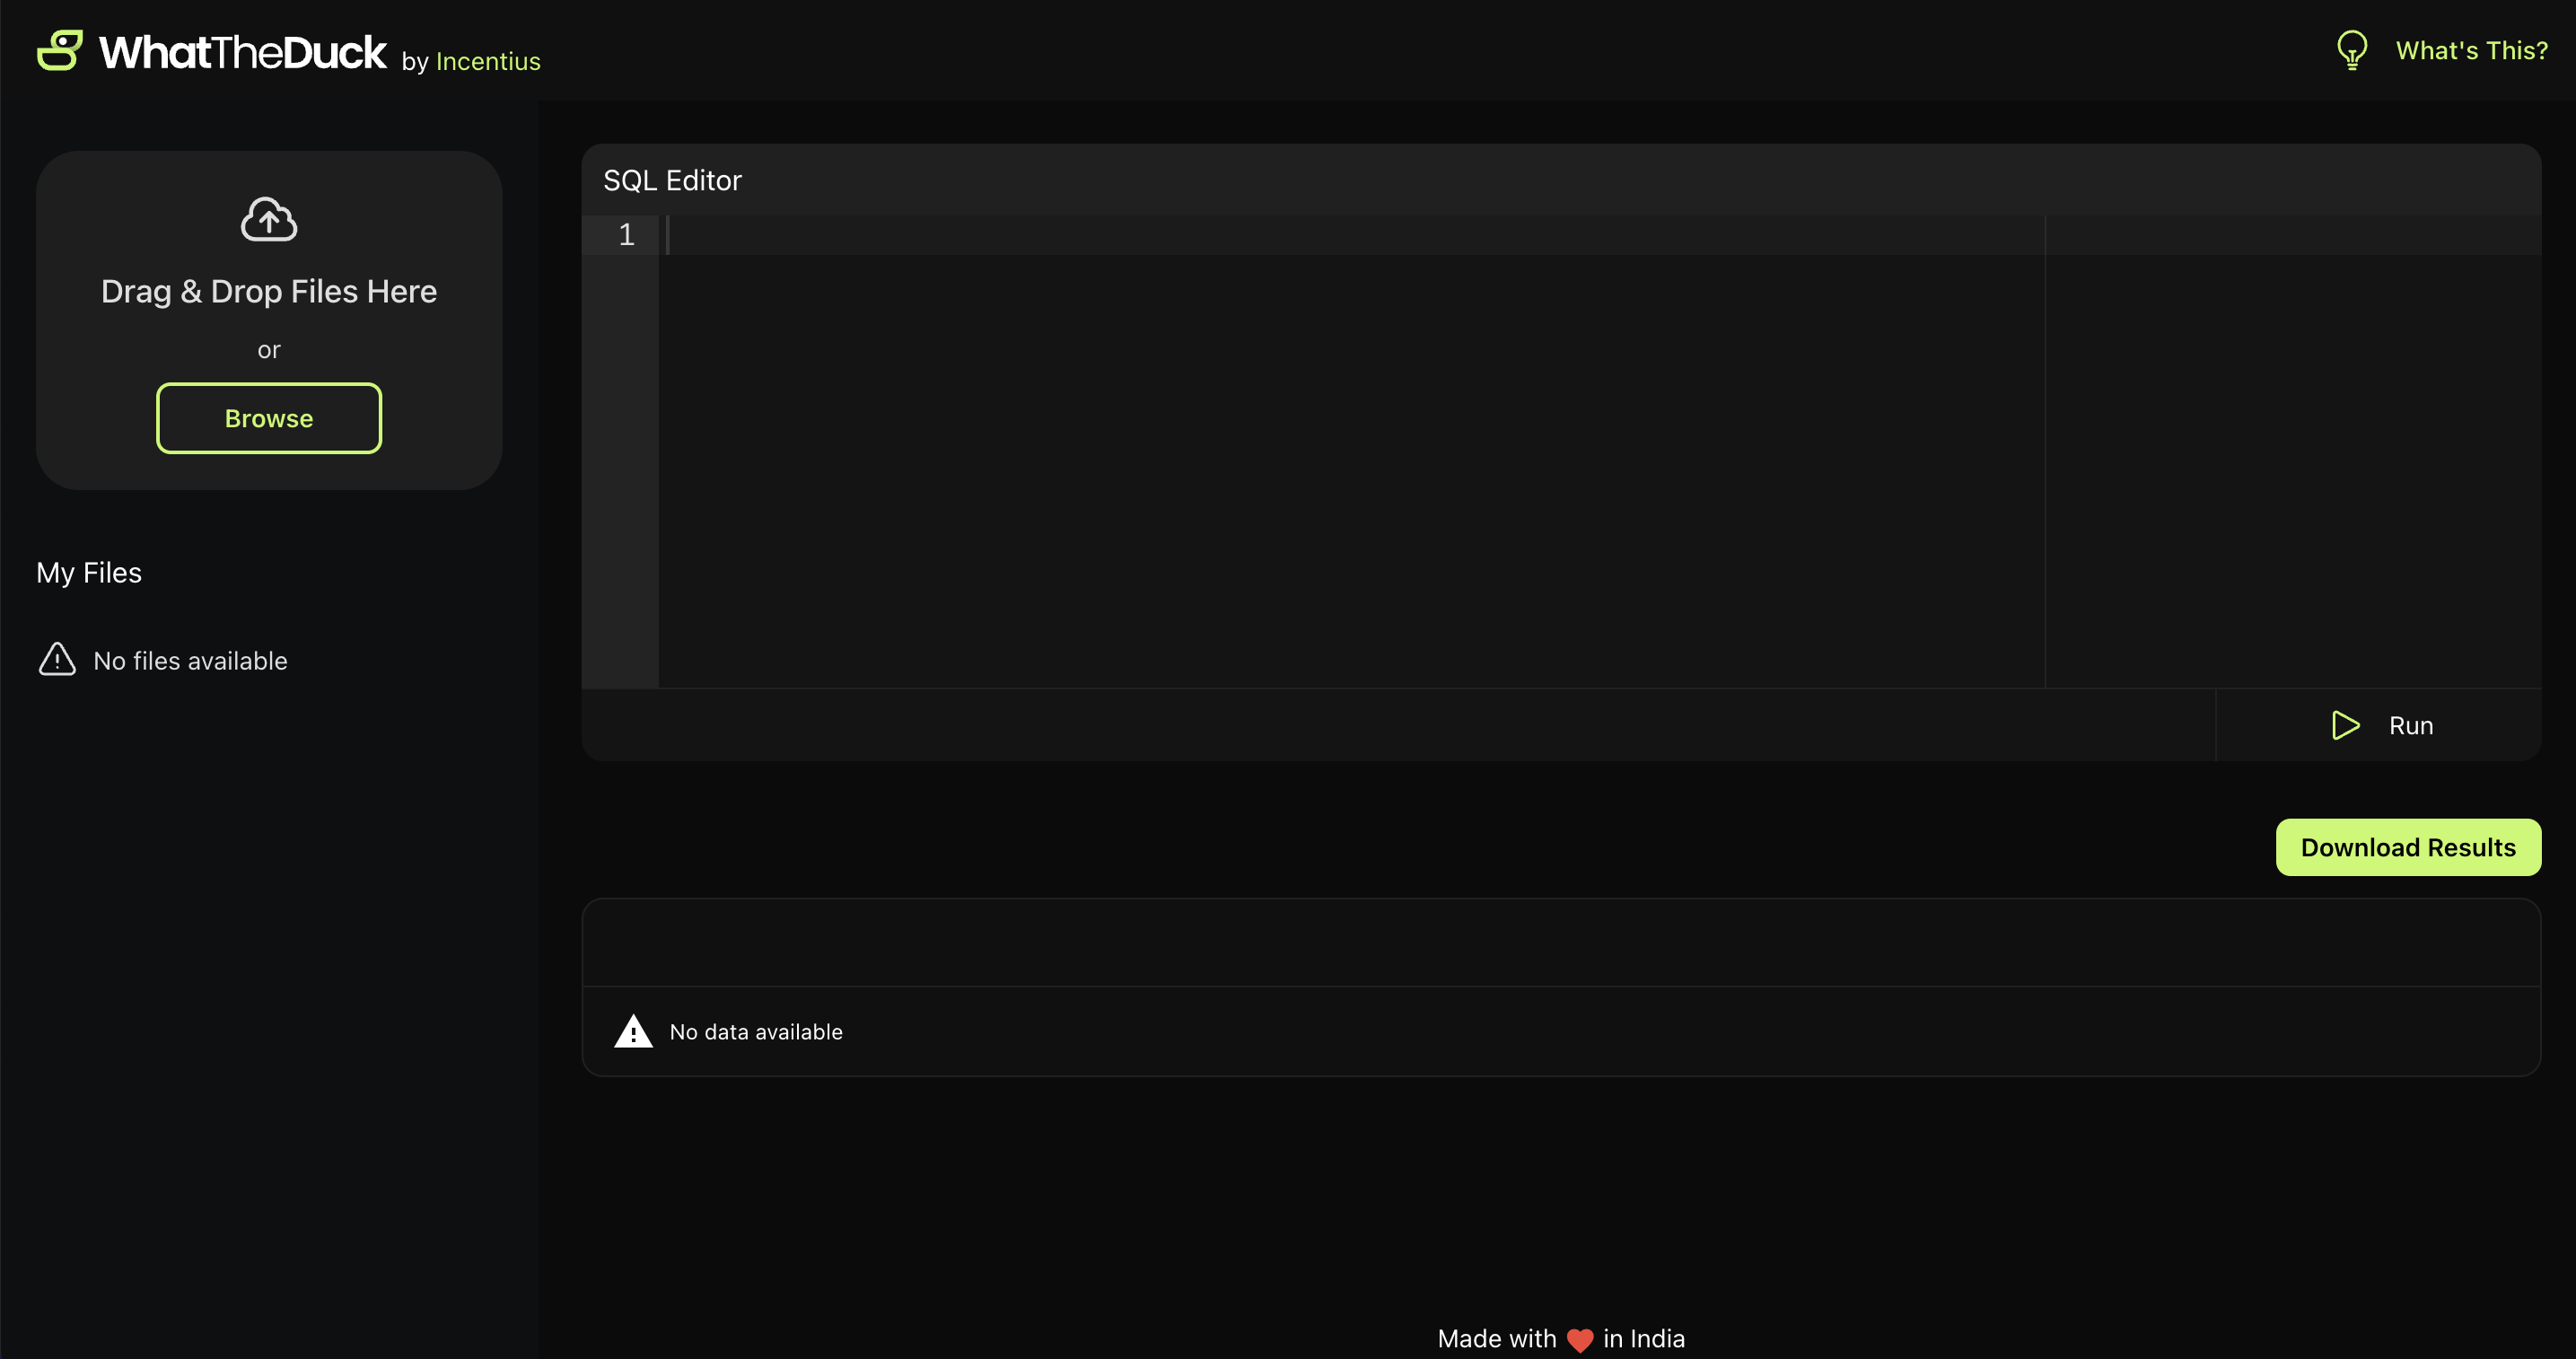 WhatTheDuck by Incentius
What's This?
Drag & Drop Files Here
or
Browse
My Files
No files available
SQL Editor
1
Run
Download Results
No data available
Made with ❤️ in India